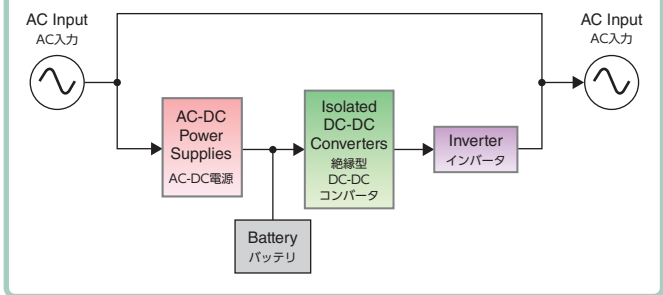 AC Input
AC入力
AC Input
AC入力
AC-DC
Power
Supplies
AC-DC電源
Isolated
DC-DC
Converters
絶縁型
DC-DC
コンバータ
Inverter
インバータ
Battery
バッテリ